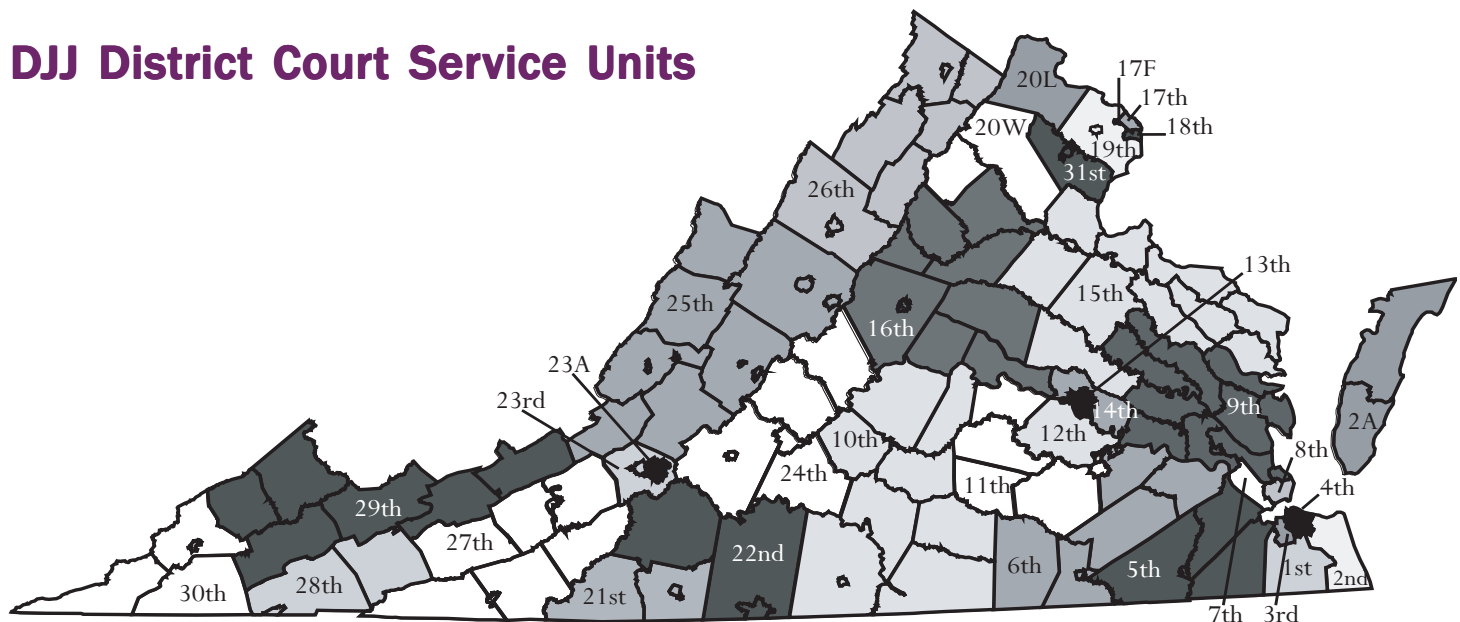 DJJ District Court Service Units
17F
20L
17th
18th
20W
19th
31st
26th
13th
15th
25th
16th
23A
23rd
14th
9th
2A
10th
12th
8th
24th
11th
4th
29th
27th
22nd
6th
5th
1st
2nd
28th
30th
21st
7th
3rd